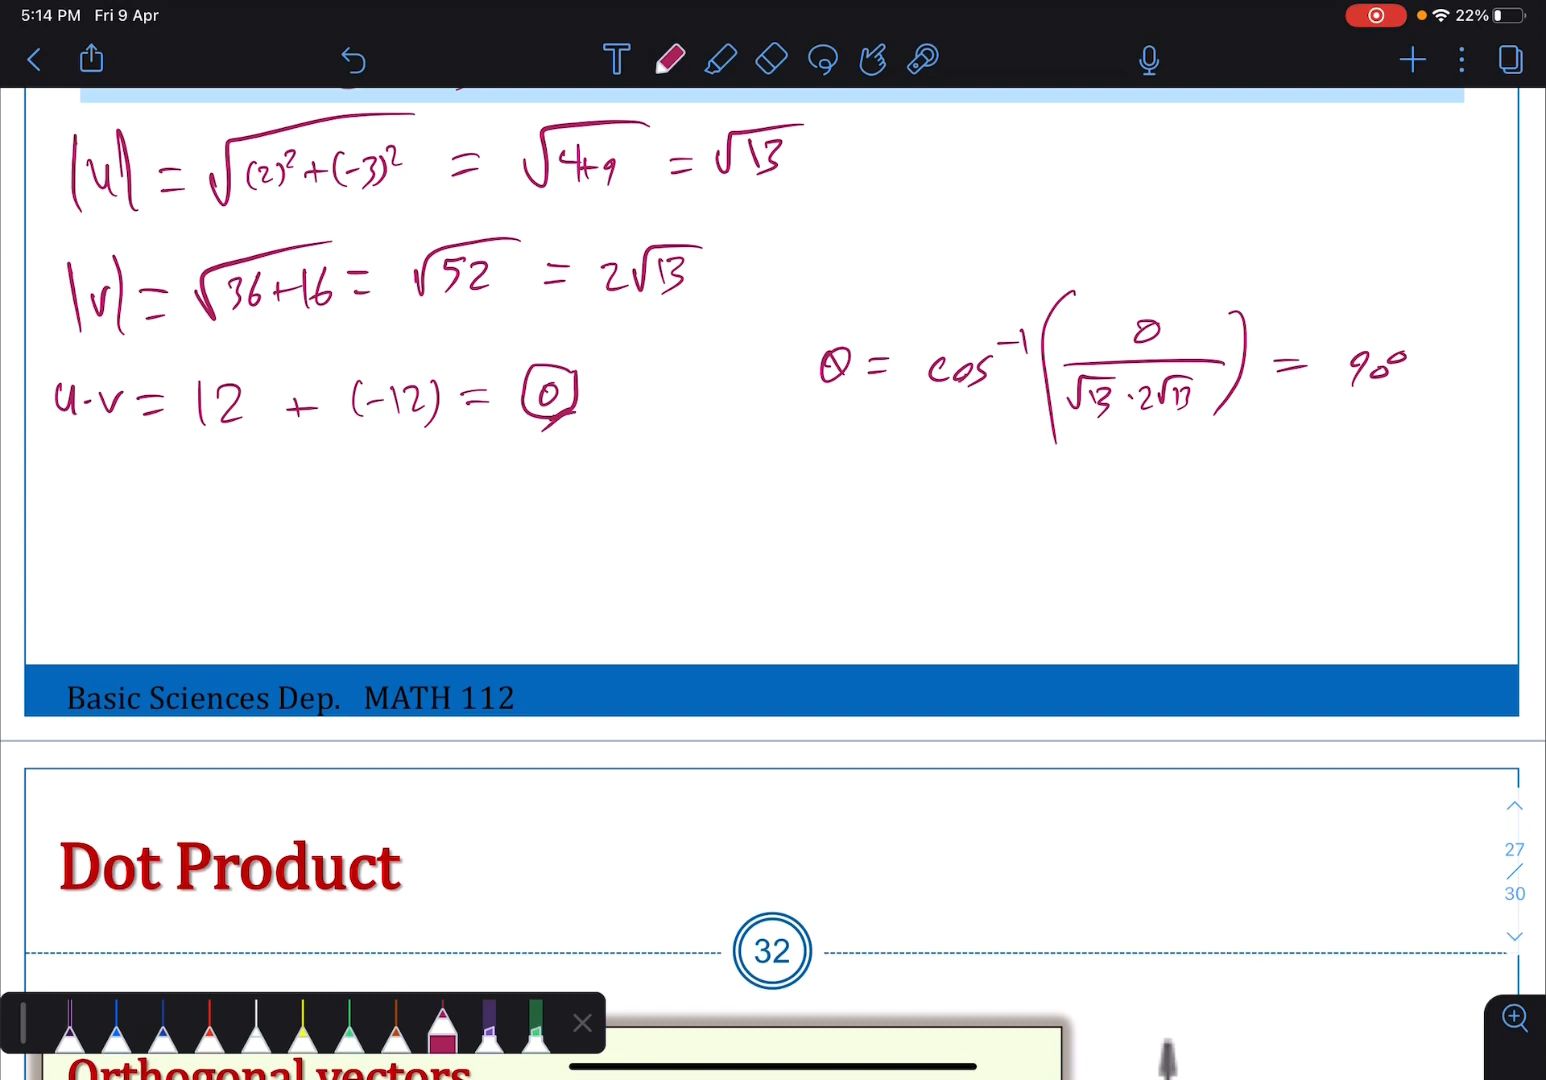 5:14 PM Fri 9 Apr 22%
|u| = √((2)² + (-3)²) = √(4+9) = √13
|v| = √(36+16) = √52 = 2√13
u·v = 12 + (-12) = 0
θ = cos⁻¹(0 / (√13 · 2√13)) = 90°
Basic Sciences Dep. MATH 112
27
/
30
Dot Product
32
Orthogonal vectors